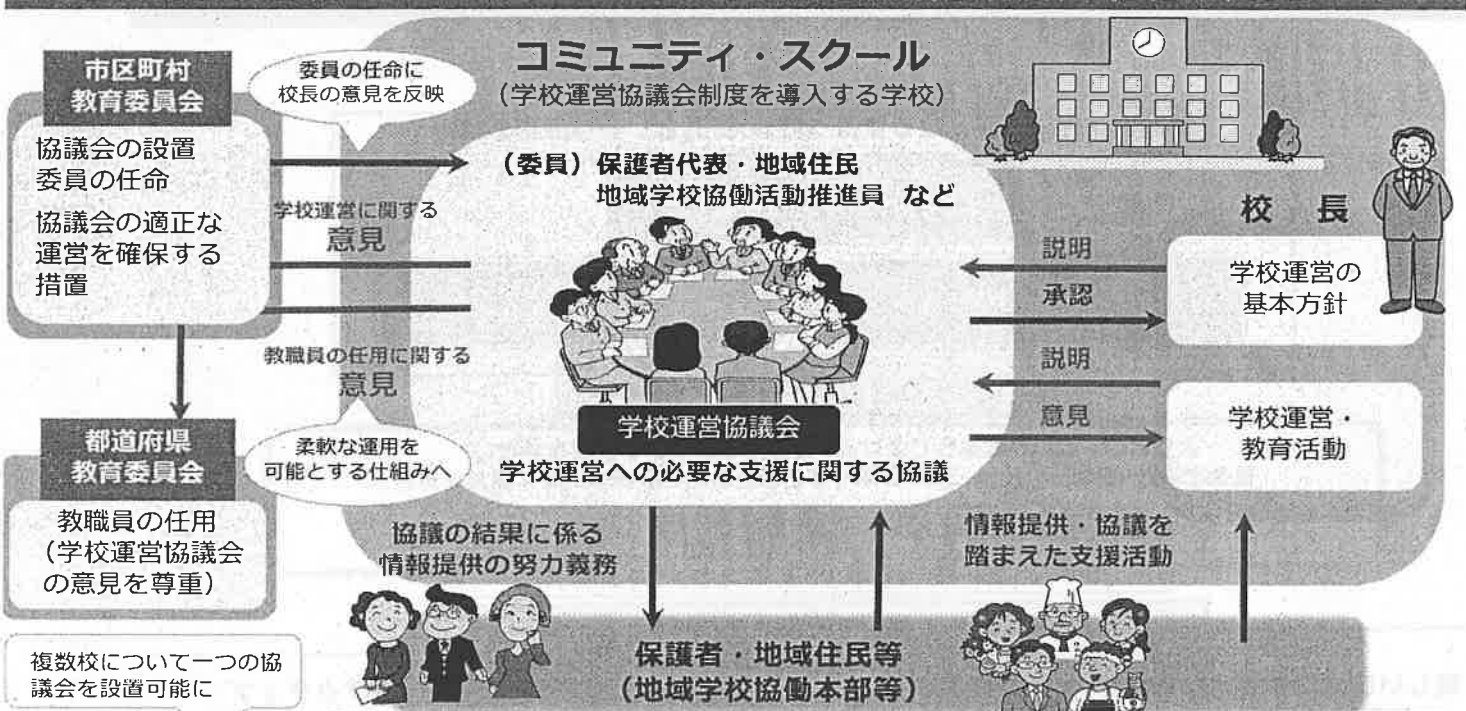 コミュニティ・スクール
(学校運営協議会制度を導入する学校)
市区町村
教育委員会
委員の任命に
校長の意見を反映
協議会の設置
委員の任命
協議会の適正な
運営を確保する
措置
(委員)保護者代表・地域住民
地域学校協働活動推進員 など
学校運営に関する
意見
教職員の任用に関する
意見
校 長
説明
承認
学校運営の
基本方針
説明
意見
学校運営・
教育活動
学校運営協議会
学校運営への必要な支援に関する協議
都道府県
教育委員会
柔軟な運用を
可能とする仕組みへ
教職員の任用
(学校運営協議会
の意見を尊重)
協議の結果に係る
情報提供の努力義務
情報提供・協議を
踏まえた支援活動
複数校について一つの協
議会を設置可能に
保護者・地域住民等
(地域学校協働本部等)